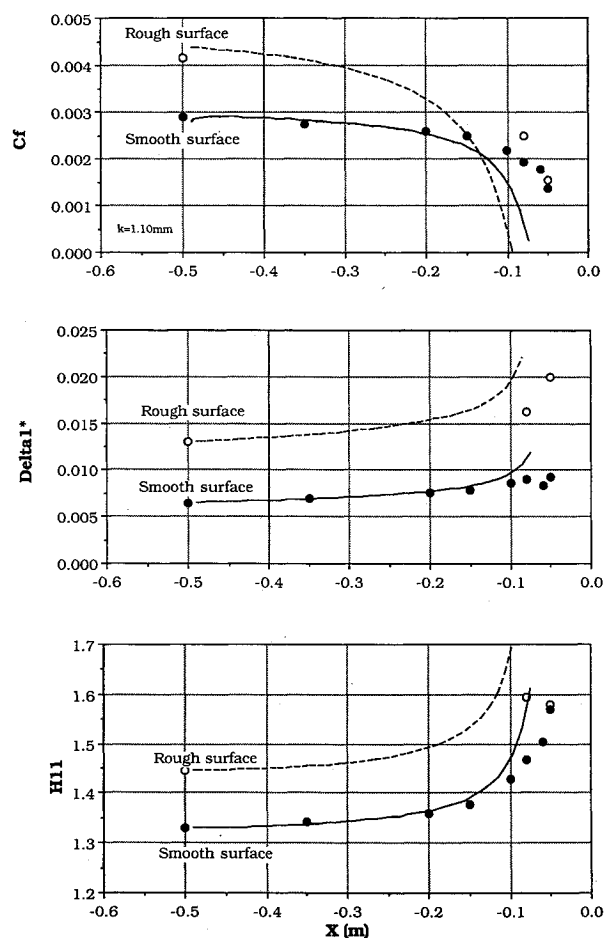 0.005
Rough surface
0.004
0.003
Cf
Smooth surface
0.002
0.001
k=1.10mm
0.000
-0.6 -0.5 -0.4 -0.3 -0.2 -0.1 0.0
0.025
0.020
Rough surface
0.015
Delta1*
0.010
Smooth surface
0.005
0.000
-0.6 -0.5 -0.4 -0.3 -0.2 -0.1 0.0
1.7
1.6
Rough surface
1.5
H11
1.4
1.3
Smooth surface
1.2
-0.6 -0.5 -0.4 -0.3 -0.2 -0.1 0.0
X (m)